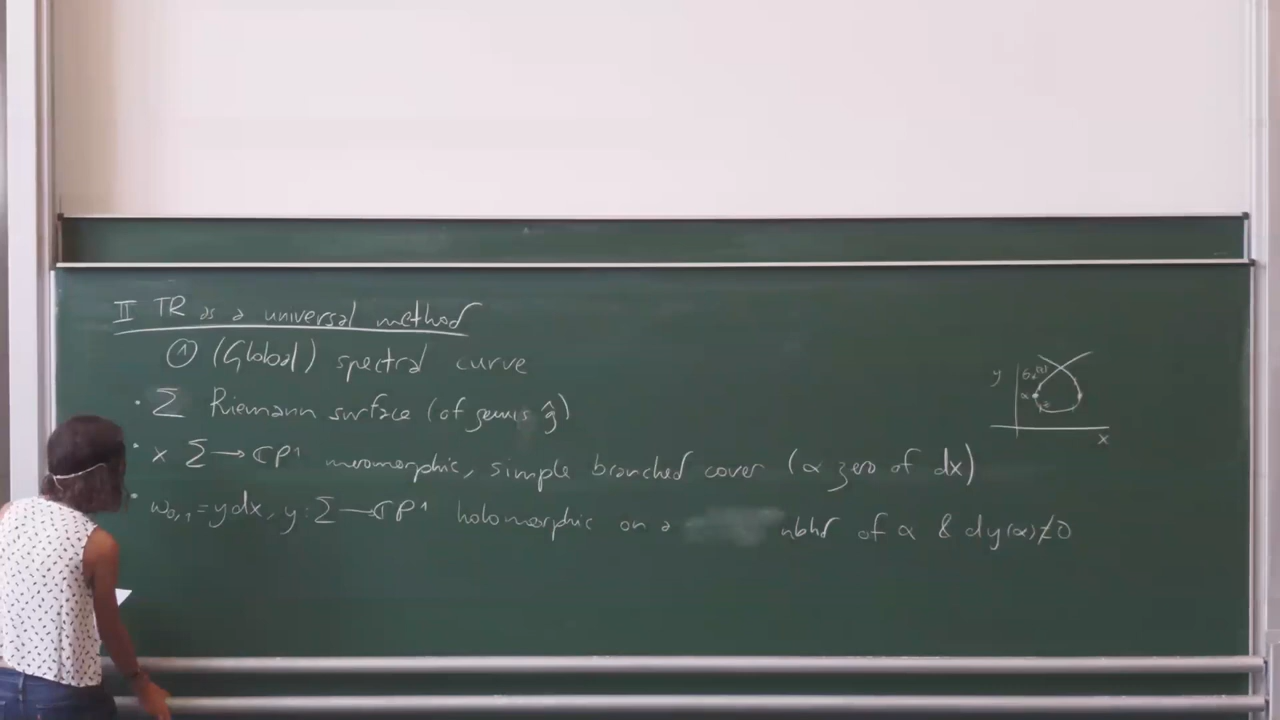 II TR as a universal method
① (Global) spectral curve
· Σ Riemann surface (of genus ĝ)
· x Σ → ℂP¹ meromorphic, simple branched cover (α zero of dx)
· ω₀,₁ = ydx, y: Σ → ℂP¹ holomorphic on a nbhd of α & dy(α)≠0
y
α z
x